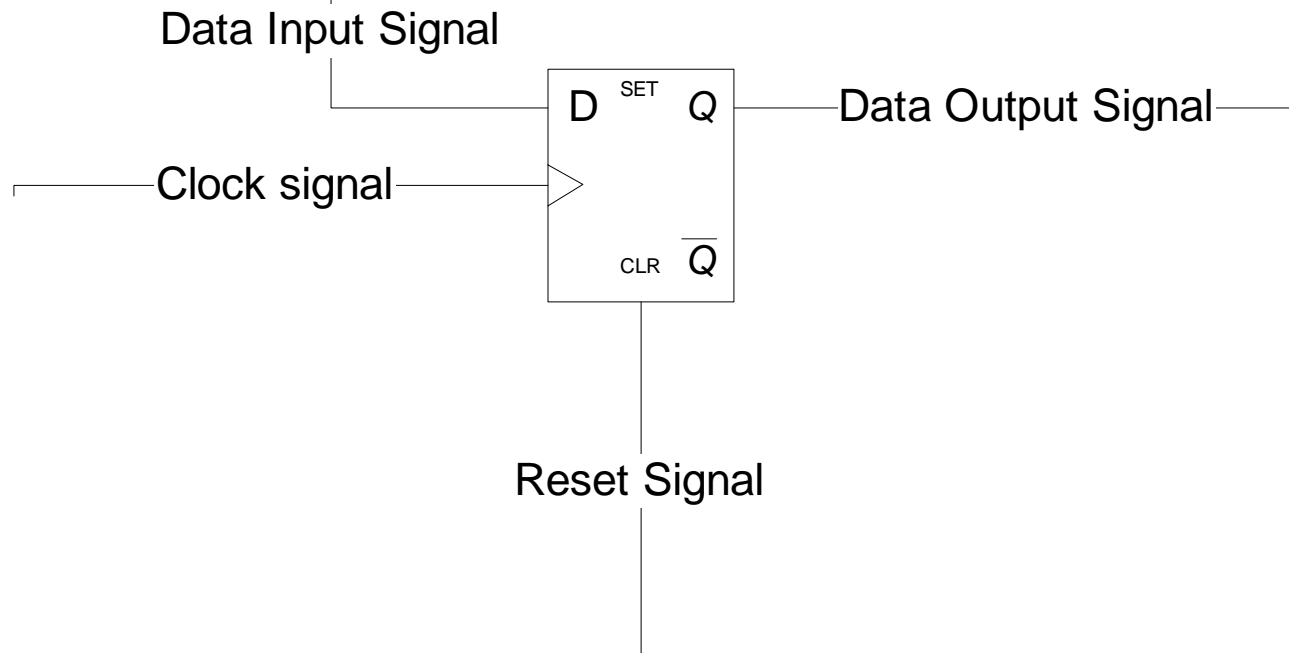 Data Input Signal
D SET Q
Data Output Signal
Clock signal
CLR Q̅
Reset Signal